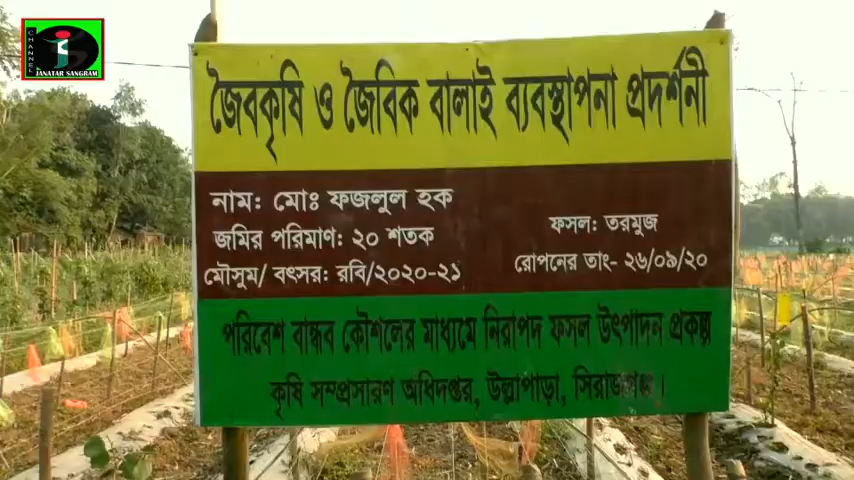 CHANNEL
JANATAR SANGRAM
জৈবকৃষি ও জৈবিক বালাই ব্যবস্থাপনা প্রদর্শনী
নাম: মোঃ ফজলুল হক
জমির পরিমাণ: ২০ শতক
ফসল: তরমুজ
মৌসুম/ বৎসর: রবি/২০২০-২১
রোপনের তাং- ২৬/০৯/২০
পরিবেশ বান্ধব কৌশলের মাধ্যমে নিরাপদ ফসল উৎপাদন প্রকল্প
কৃষি সম্প্রসারণ অধিদপ্তর, উল্লাপাড়া, সিরাজগঞ্জ।